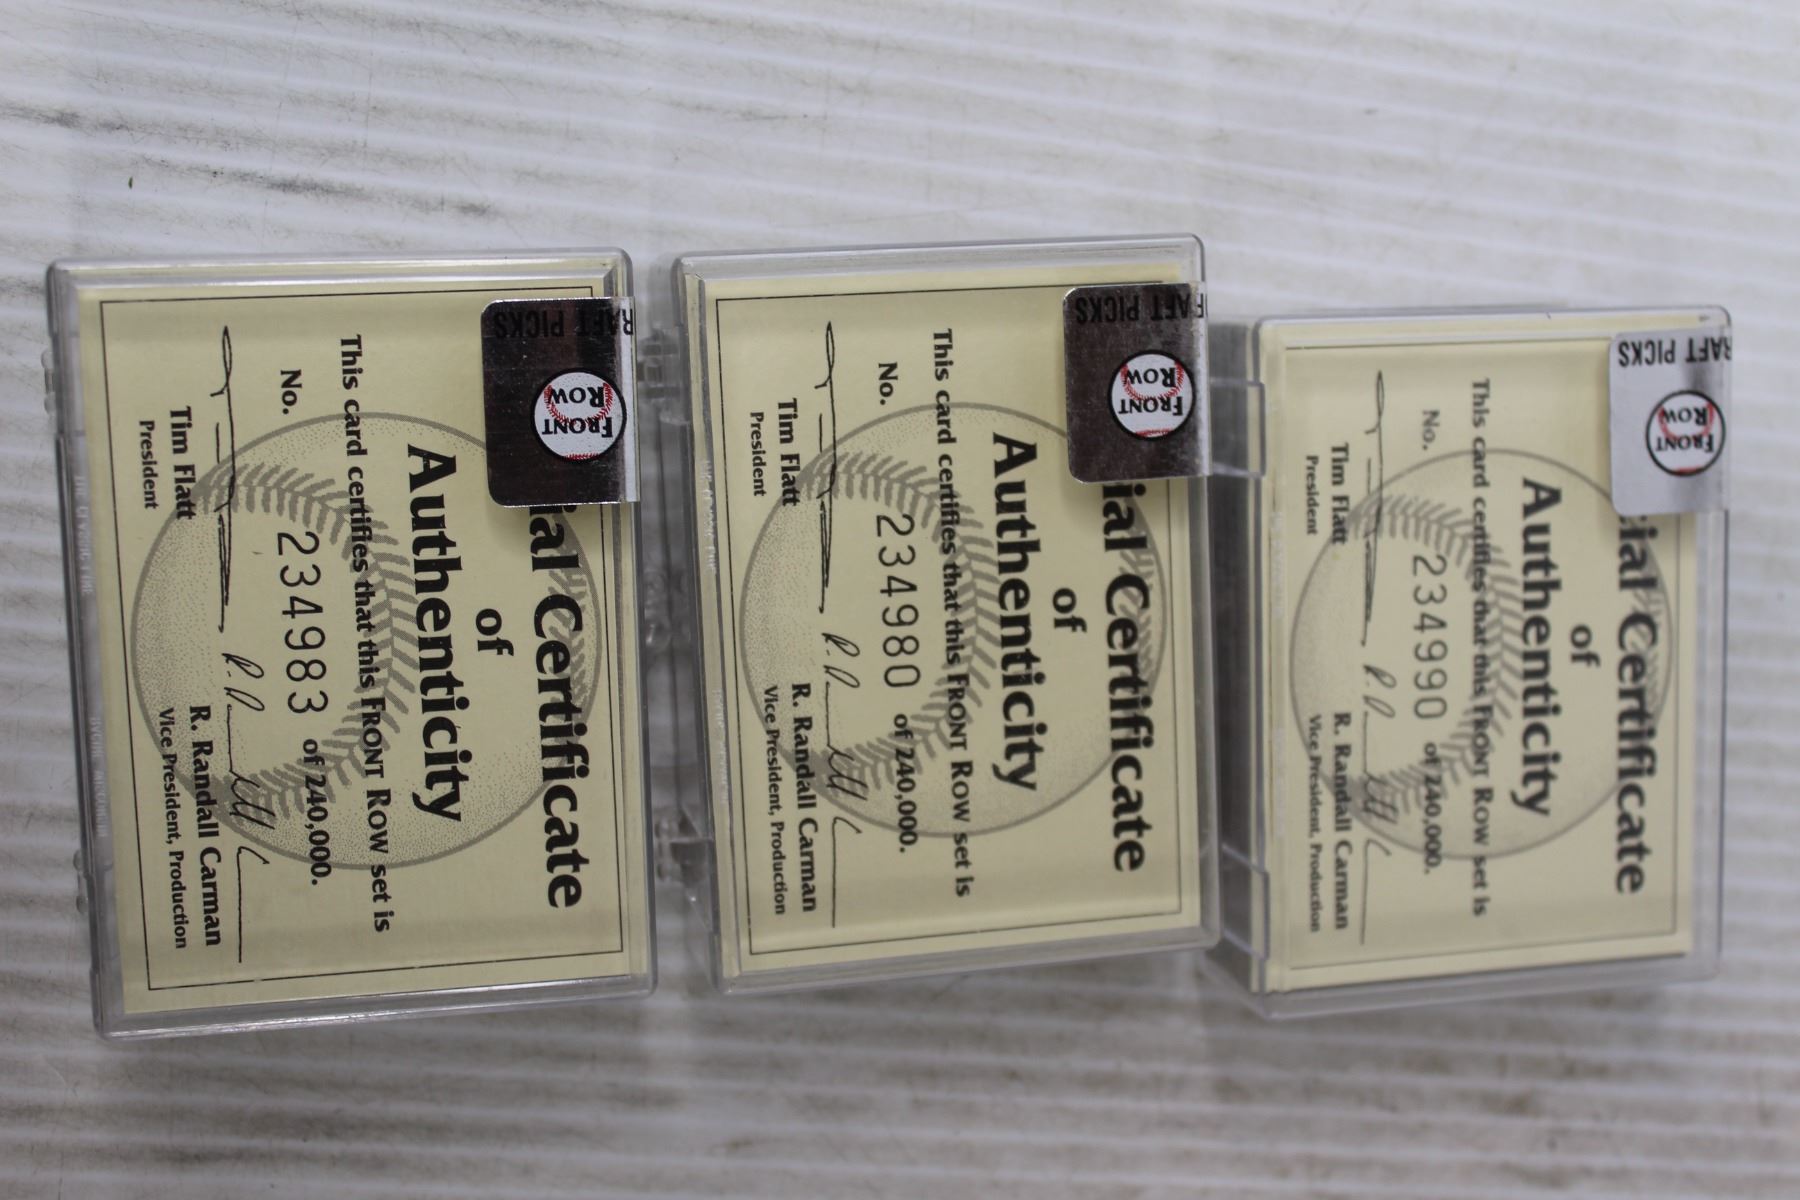 RAFT PICKS
FRONT
ROW
ial Certificate
of
Authenticity
This card certifies that this FRONT ROW set is
No. 234983 of 240,000.
Tim Flatt
President
R. Randall Carman
Vice President, Production
RAFT PICKS
FRONT
ROW
ial Certificate
of
Authenticity
This card certifies that this FRONT ROW set is
No. 234980 of 240,000.
Tim Flatt
President
R. Randall Carman
Vice President, Production
RAFT PICKS
FRONT
ROW
cial Certificate
of
Authenticity
This card certifies that this FRONT ROW set is
No. 234990 of 240,000.
Tim Flatt
President
R. Randall Carman
Vice President, Production